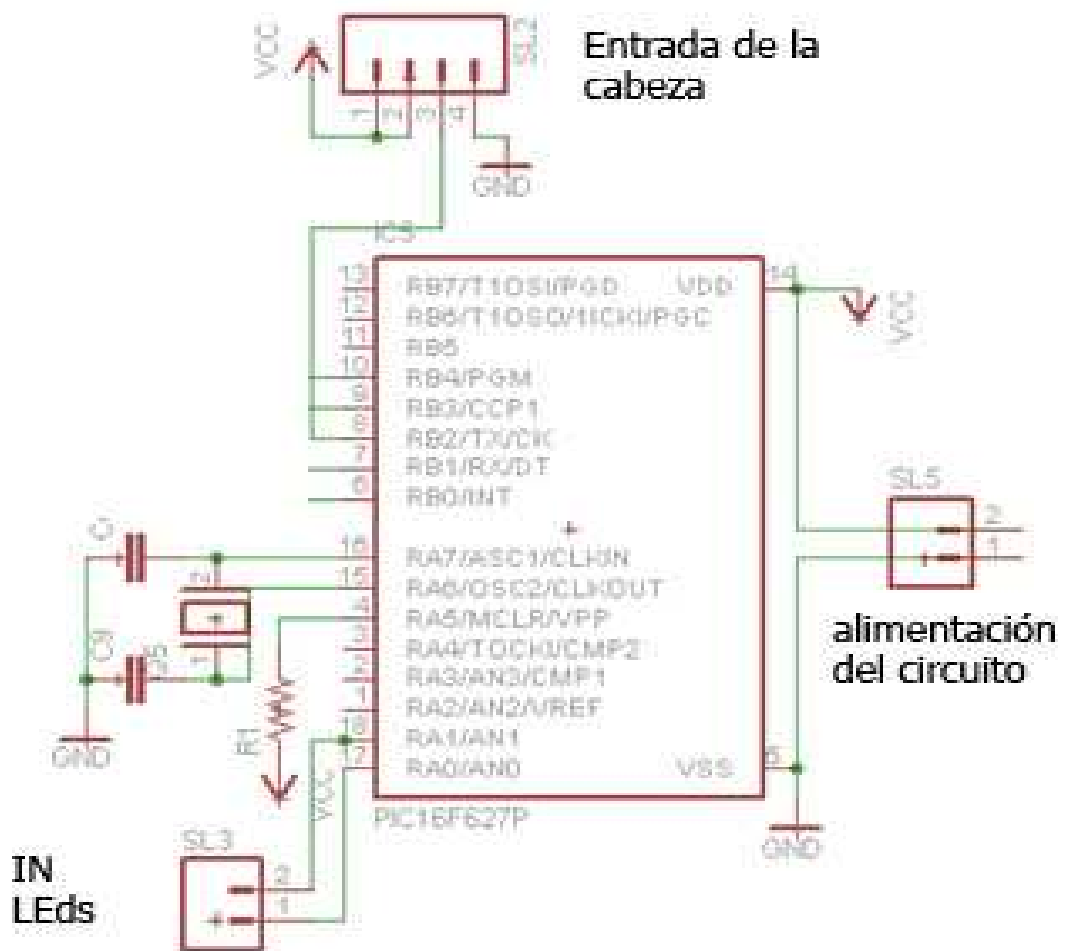 VCC
SL2
Entrada de la
cabeza
1
2
3
4
GND
IC3
13
RB7/T1OSI/PGD
VDD
14
12
RB6/T1OSO/T1CKI/PGC
VCC
11
RB5
10
RB4/PGM
9
RB3/CCP1
8
RB2/TX/CK
7
RB1/RX/DT
6
RB0/INT
SL5
2
1
16
RA7/ASC1/CLKIN
15
RA6/OSC2/CLKOUT
2
1
4
RA5/MCLR/VPP
3
RA4/TOCKI/CMP2
2
RA3/AN3/CMP1
1
RA2/AN2/VREF
18
RA1/AN1
RA0/AN0
VSS
5
alimentación
del circuito
GND
R1
VCC
PIC16F627P
GND
SL3
2
1
IN
LEds